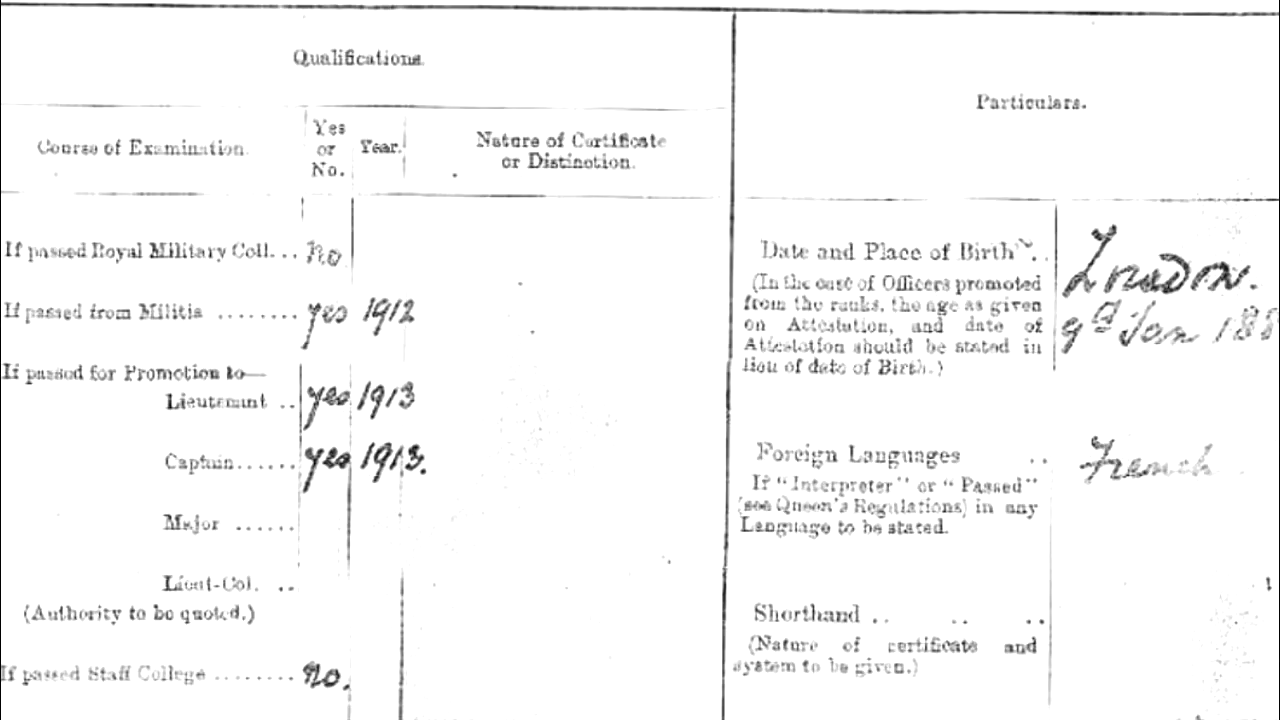 Qualifications.
Course of Examination.
Yes
or
No.
Year.
Nature of Certificate
or Distinction.
If passed Royal Military Coll. .. no
If passed from Militia ........ yes 1912
If passed for Promotion to—
Lieutenant .. yes 1913
Captain...... yes 1913.
Major ......
Lieut-Col. ..
(Authority to be quoted.)
If passed Staff College ........ no.
Particulars.
Date and Place of Birth ..
(In the case of Officers promoted
from the ranks, the age as given
on Attestation, and date of
Attestation should be stated in
lieu of date of Birth.)
London.
Jan 188
Foreign Languages .. French
If "Interpreter" or "Passed"
(see Queen's Regulations) in any
Language to be stated.
Shorthand .. .. ..
(Nature of certificate and
system to be given.)